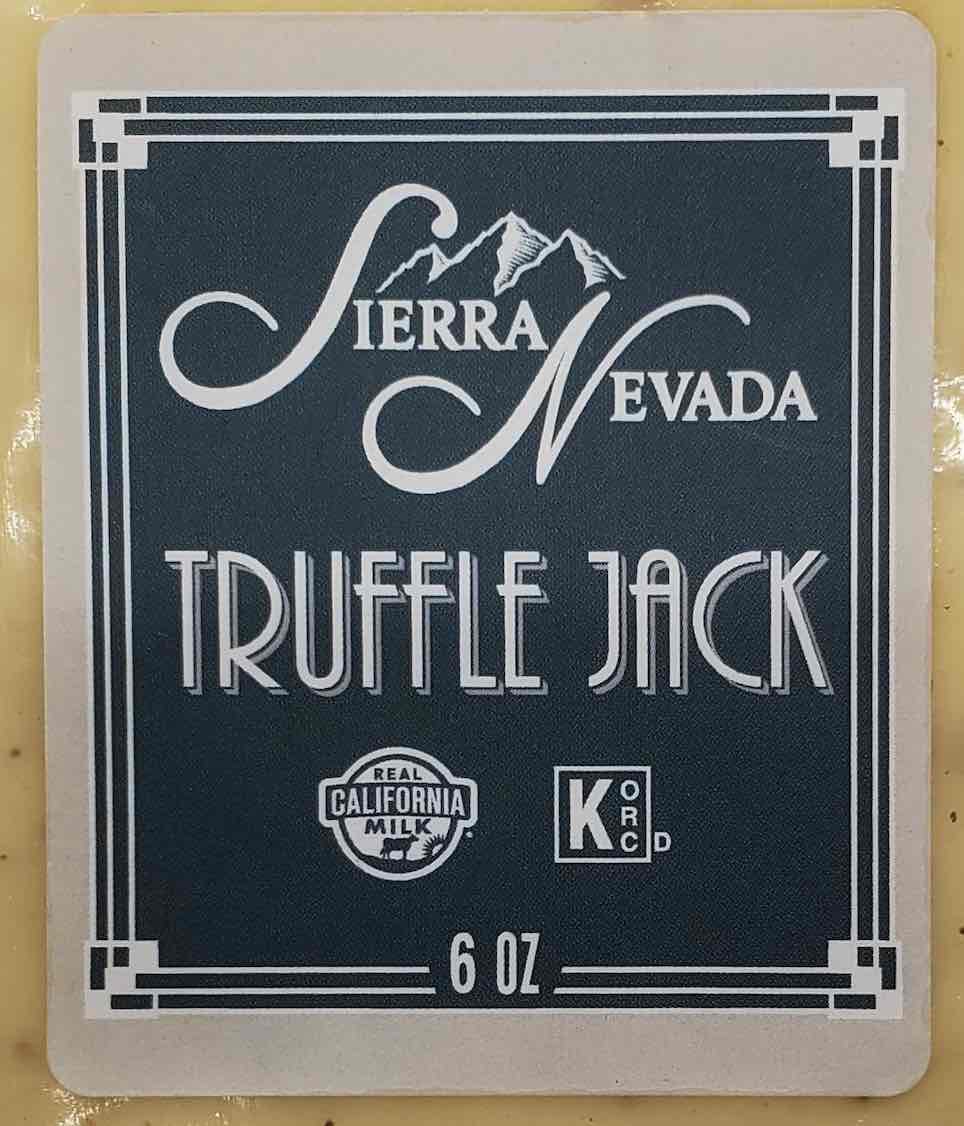 SIERRA
NEVADA
TRUFFLE JACK
REAL
CALIFORNIA
MILK
K ORC D
6 OZ